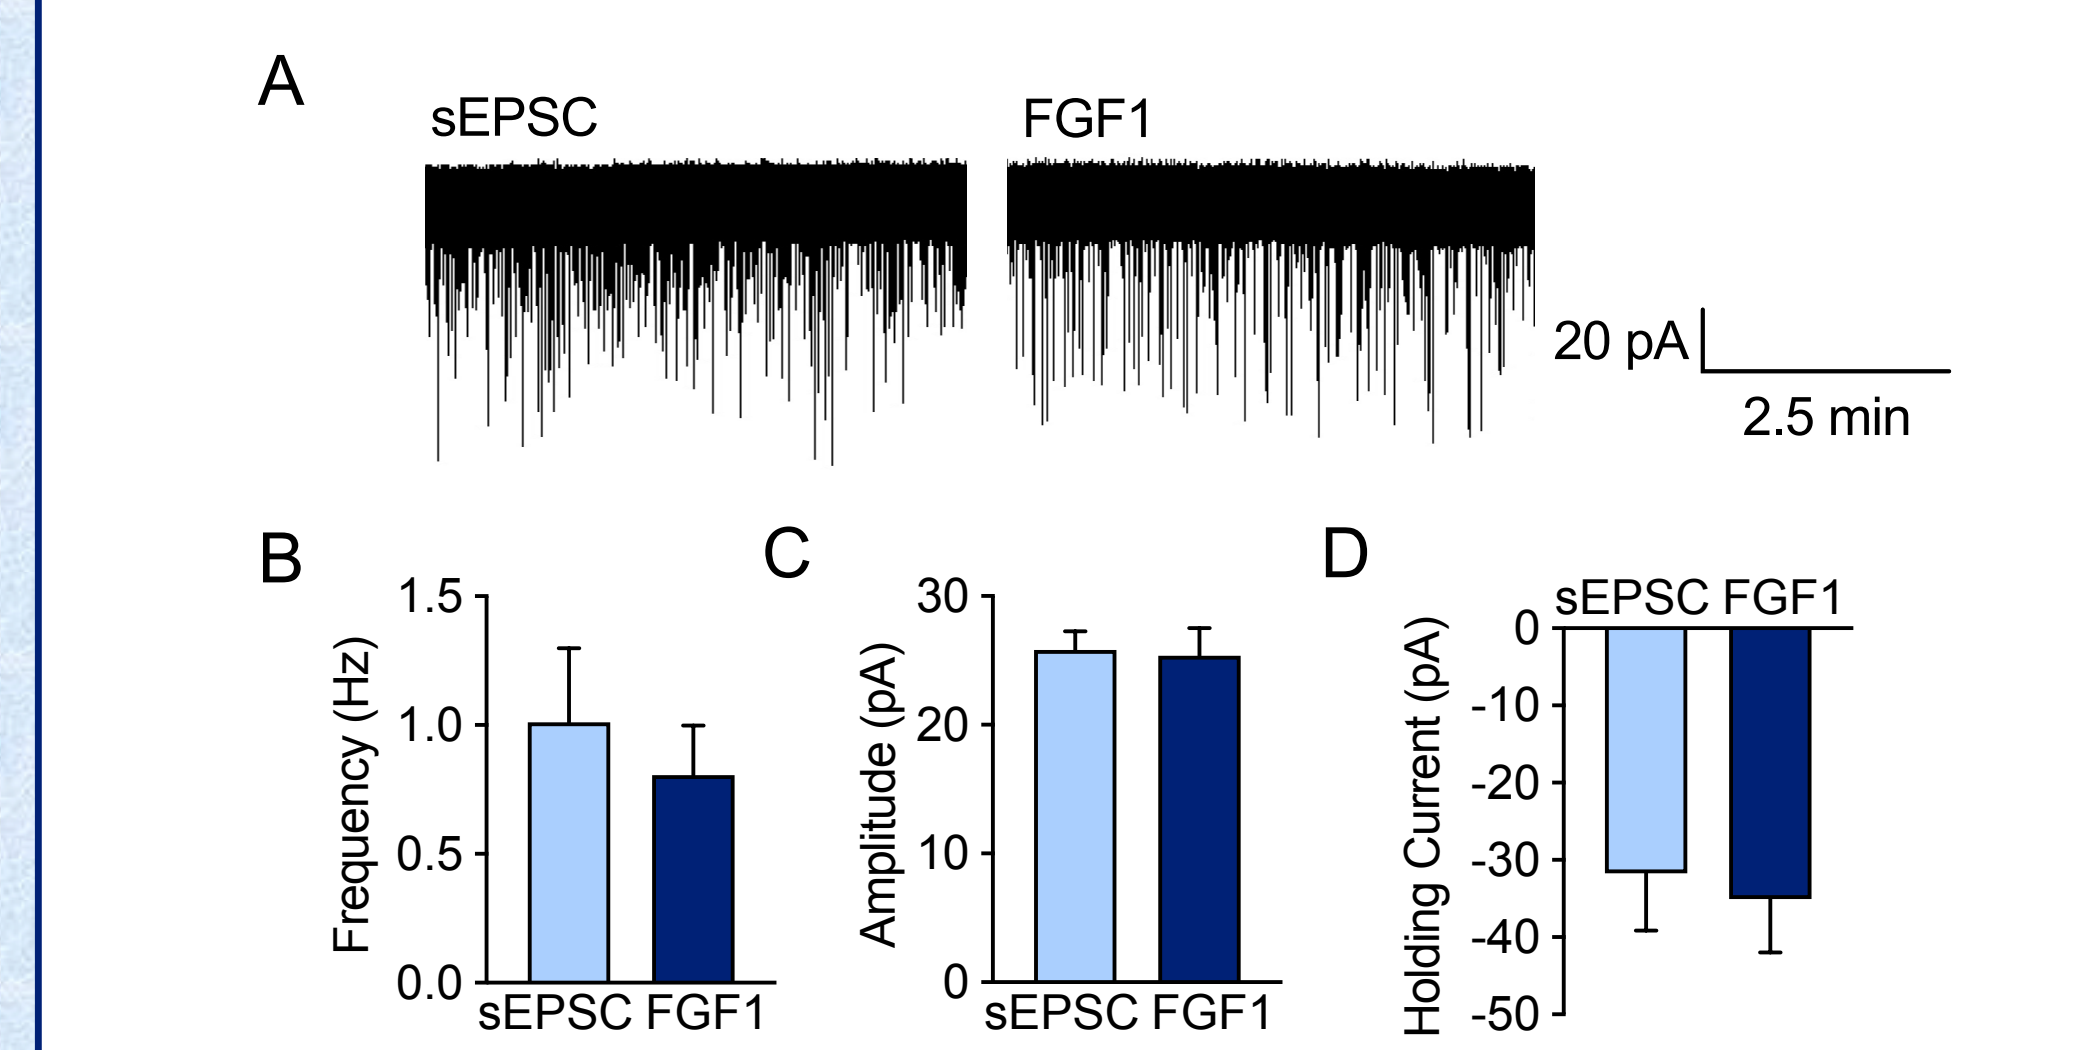 A
sEPSC
FGF1
20 pA
2.5 min
B
Frequency (Hz)
1.5
1.0
0.5
0.0
sEPSC FGF1
C
Amplitude (pA)
30
20
10
0
sEPSC FGF1
D
sEPSC FGF1
Holding Current (pA)
0
-10
-20
-30
-40
-50